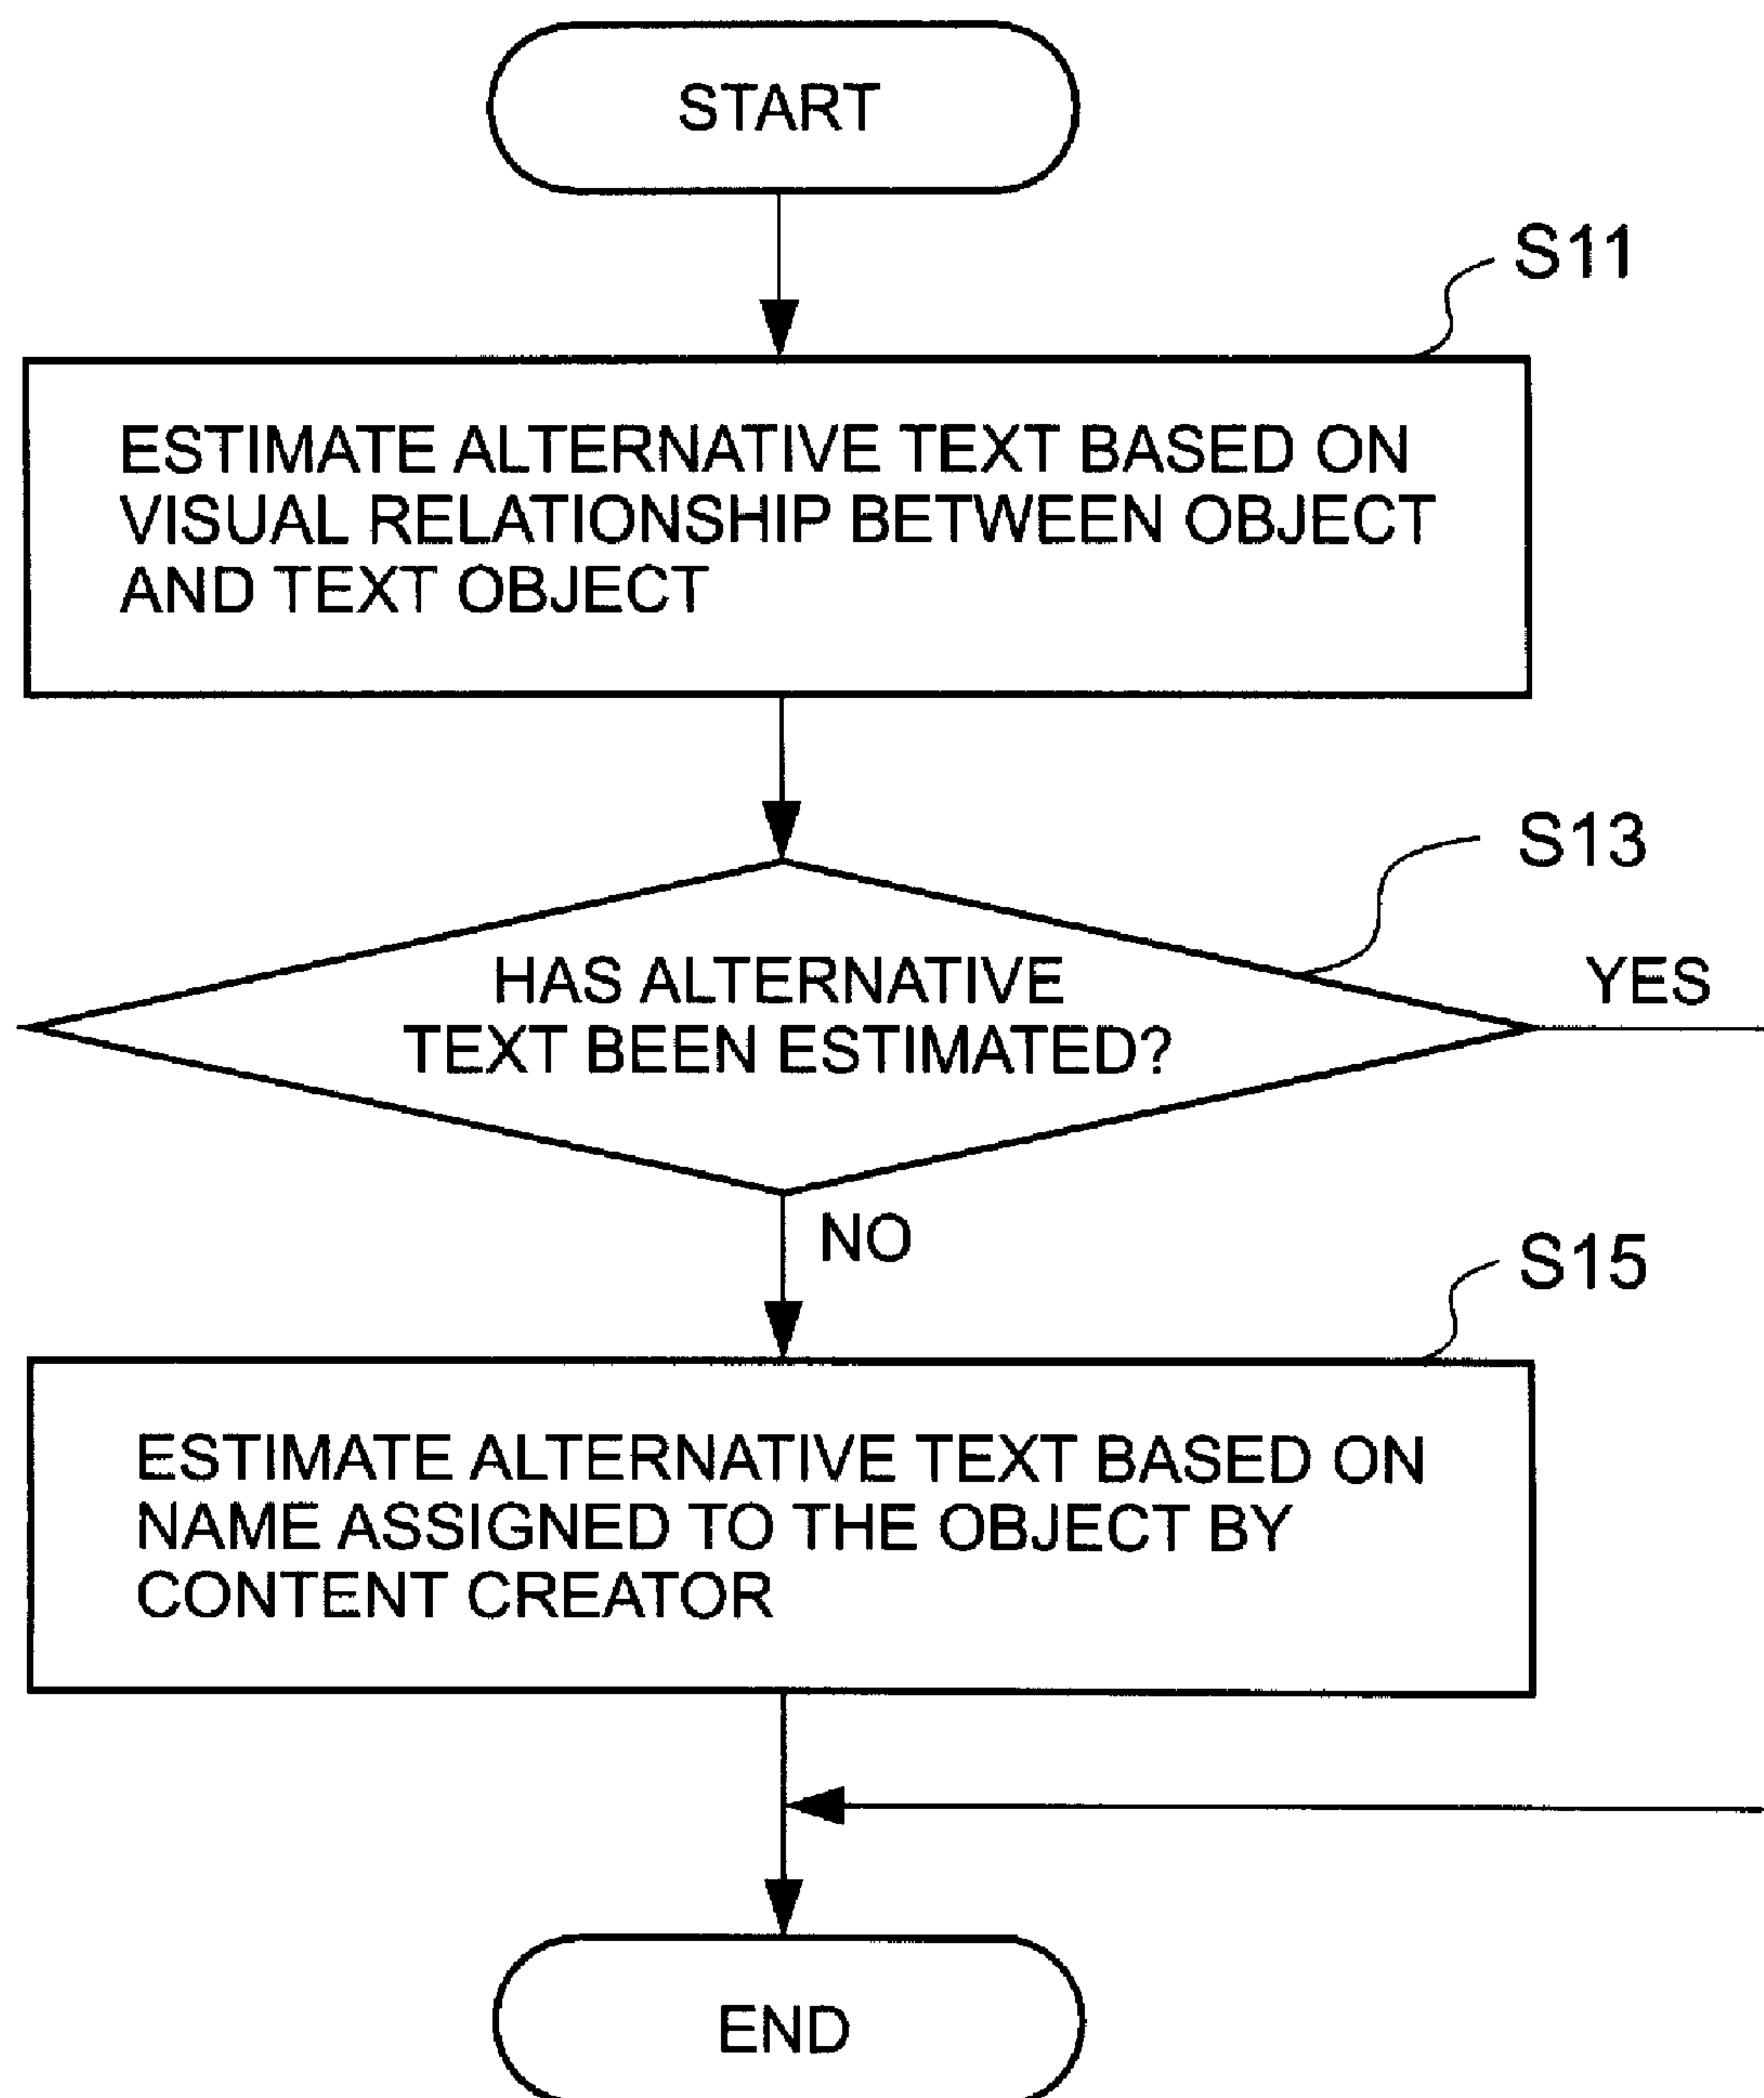 START
S11
ESTIMATE ALTERNATIVE TEXT BASED ON
VISUAL RELATIONSHIP BETWEEN OBJECT
AND TEXT OBJECT
S13
HAS ALTERNATIVE
TEXT BEEN ESTIMATED?
YES
NO
S15
ESTIMATE ALTERNATIVE TEXT BASED ON
NAME ASSIGNED TO THE OBJECT BY
CONTENT CREATOR
END